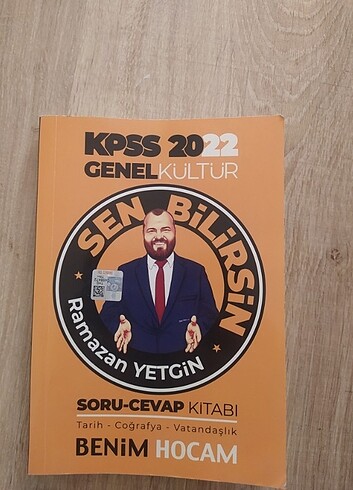 KPSS 2022
GENEL KÜLTÜR
SEN BİLİRSİN
Ramazan YETGİN
SORU-CEVAP KİTABI
Tarih - Coğrafya - Vatandaşlık
BENİM HOCAM